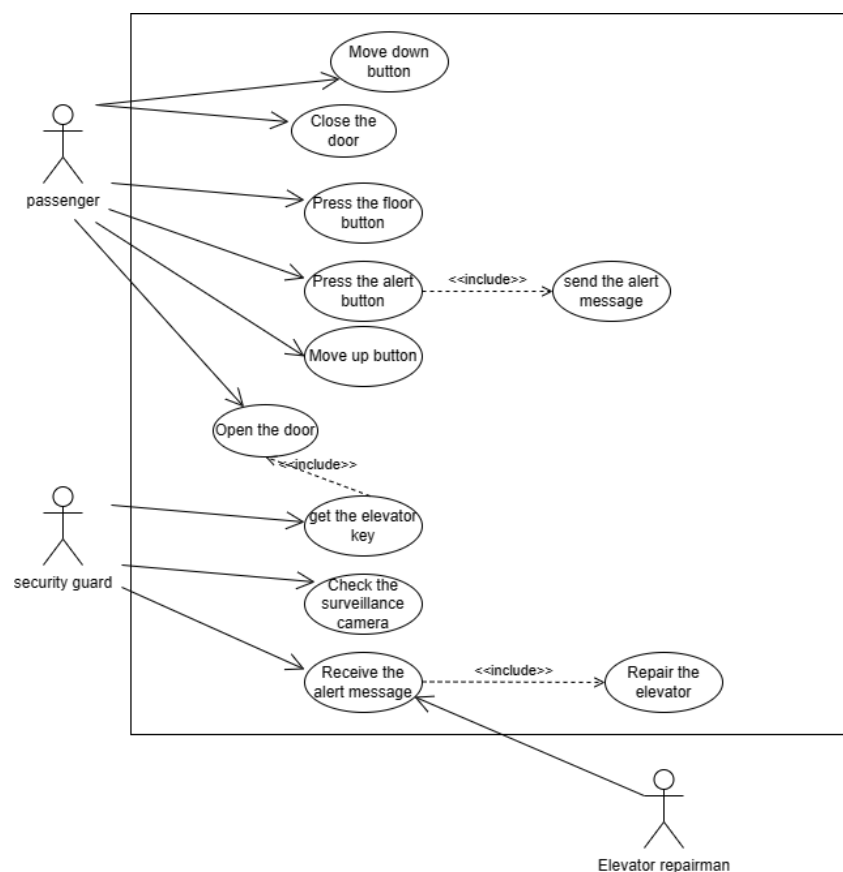 Move down
button
Close the
door
passenger
Press the floor
button
Press the alert
button
<<include>>
send the alert
message
Move up button
Open the door
<<include>>
get the elevator
key
security guard
Check the
surveillance
camera
Receive the
alert message
<<include>>
Repair the
elevator
Elevator repairman